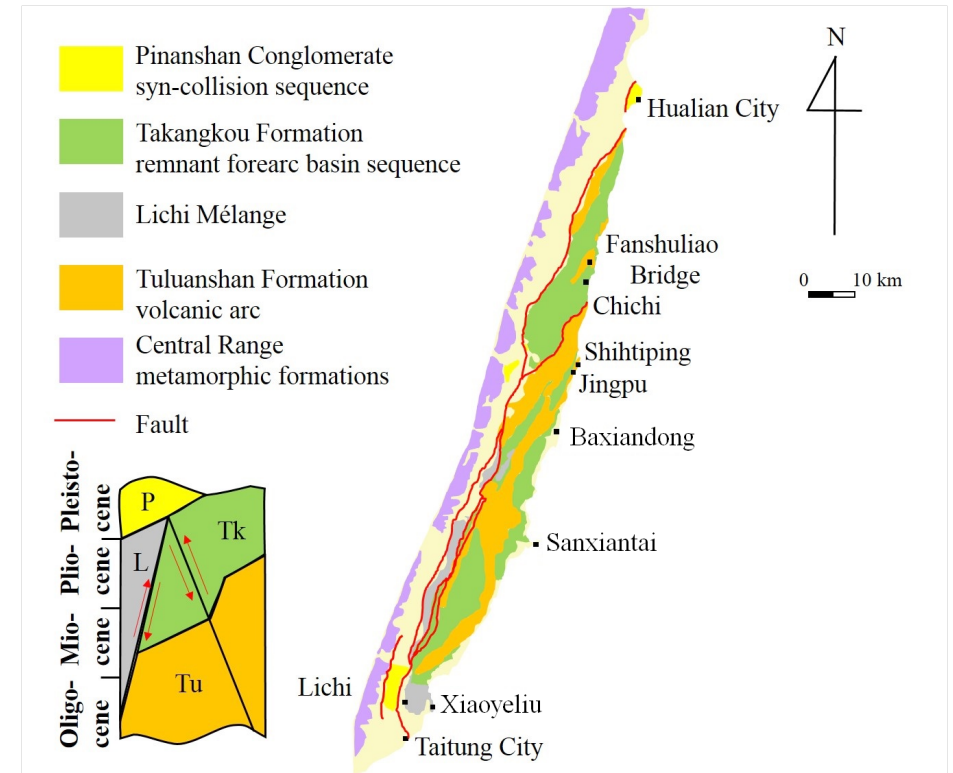 Pinanshan Conglomerate
syn-collision sequence
Takangkou Formation
remnant forearc basin sequence
Lichi Mélange
Tuluanshan Formation
volcanic arc
Central Range
metamorphic formations
Fault
N
0 10 km
Hualian City
Fanshuliao
Bridge
Chichi
Shihtiping
Jingpu
Baxiandong
Sanxiantai
Lichi
Xiaoyeliu
Taitung City
Pleisto-
cene
Plio-
cene
Mio-
cene
Oligo-
cene
P
Tk
L
Tu